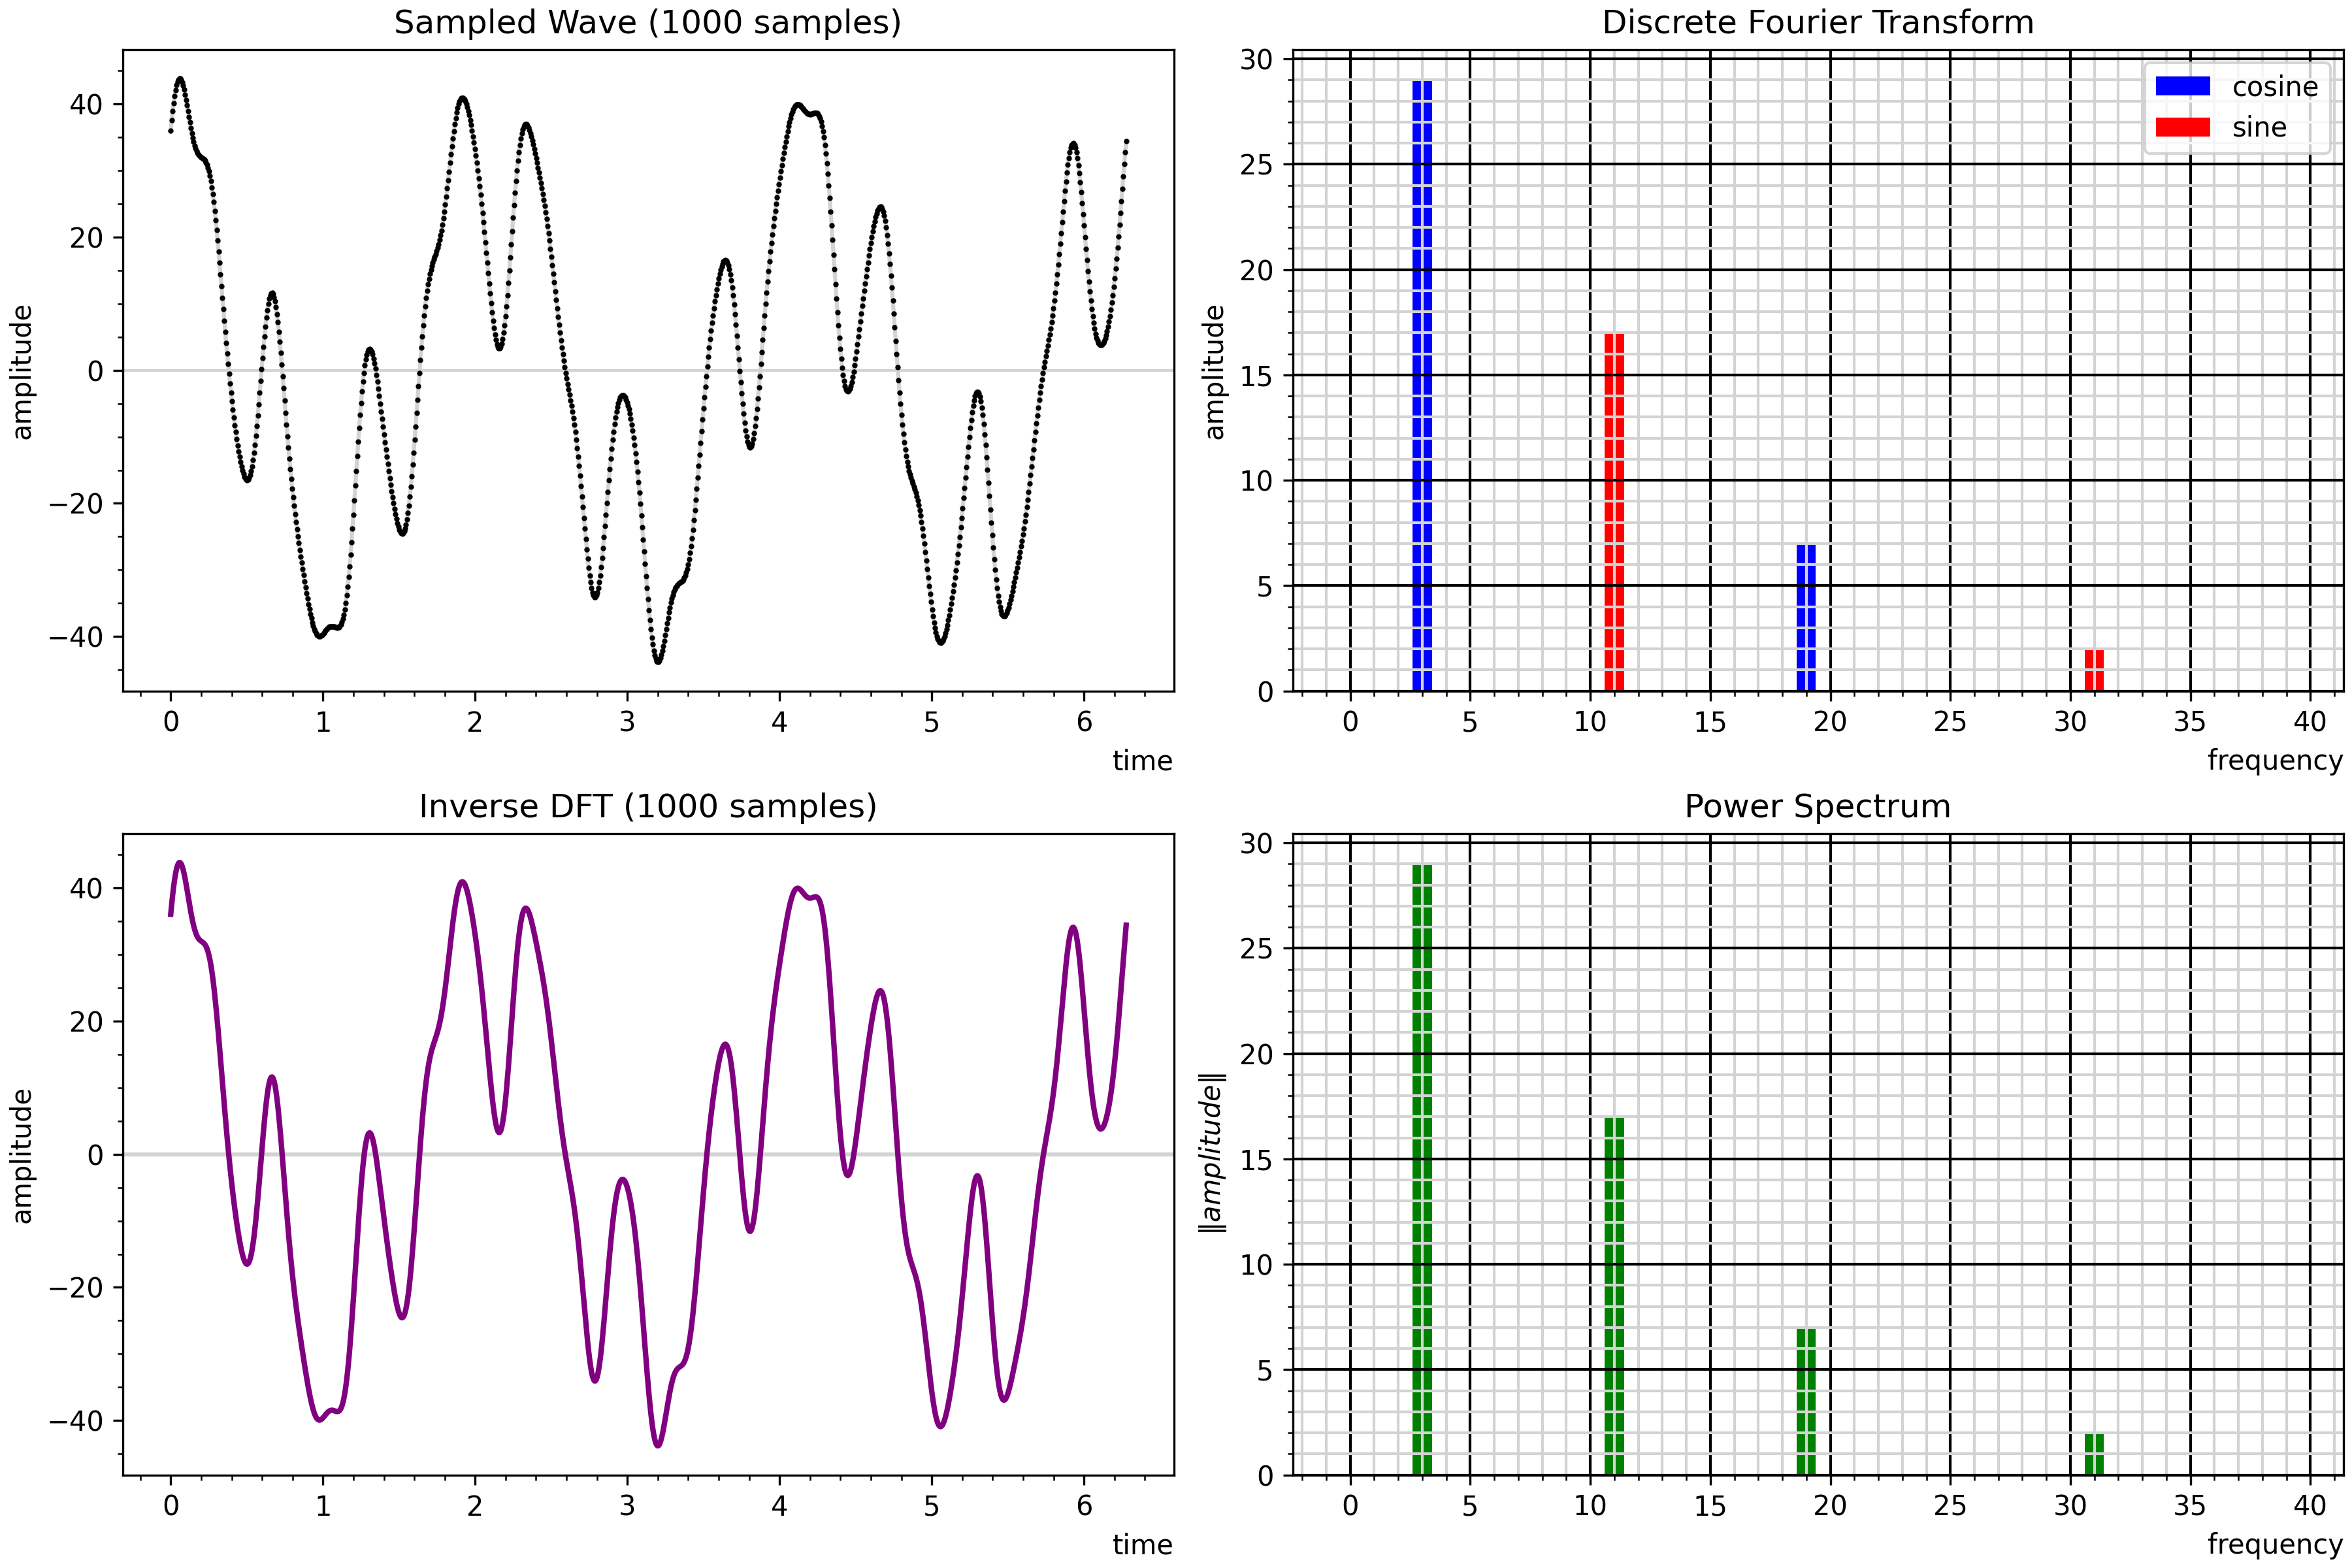 Sampled Wave (1000 samples)
amplitude
40
20
0
−20
−40
0 1 2 3 4 5 6
time
Discrete Fourier Transform
amplitude
30
25
20
15
10
5
0
cosine
sine
0 5 10 15 20 25 30 35 40
frequency
Inverse DFT (1000 samples)
amplitude
40
20
0
−20
−40
0 1 2 3 4 5 6
time
Power Spectrum
‖amplitude‖
30
25
20
15
10
5
0
0 5 10 15 20 25 30 35 40
frequency